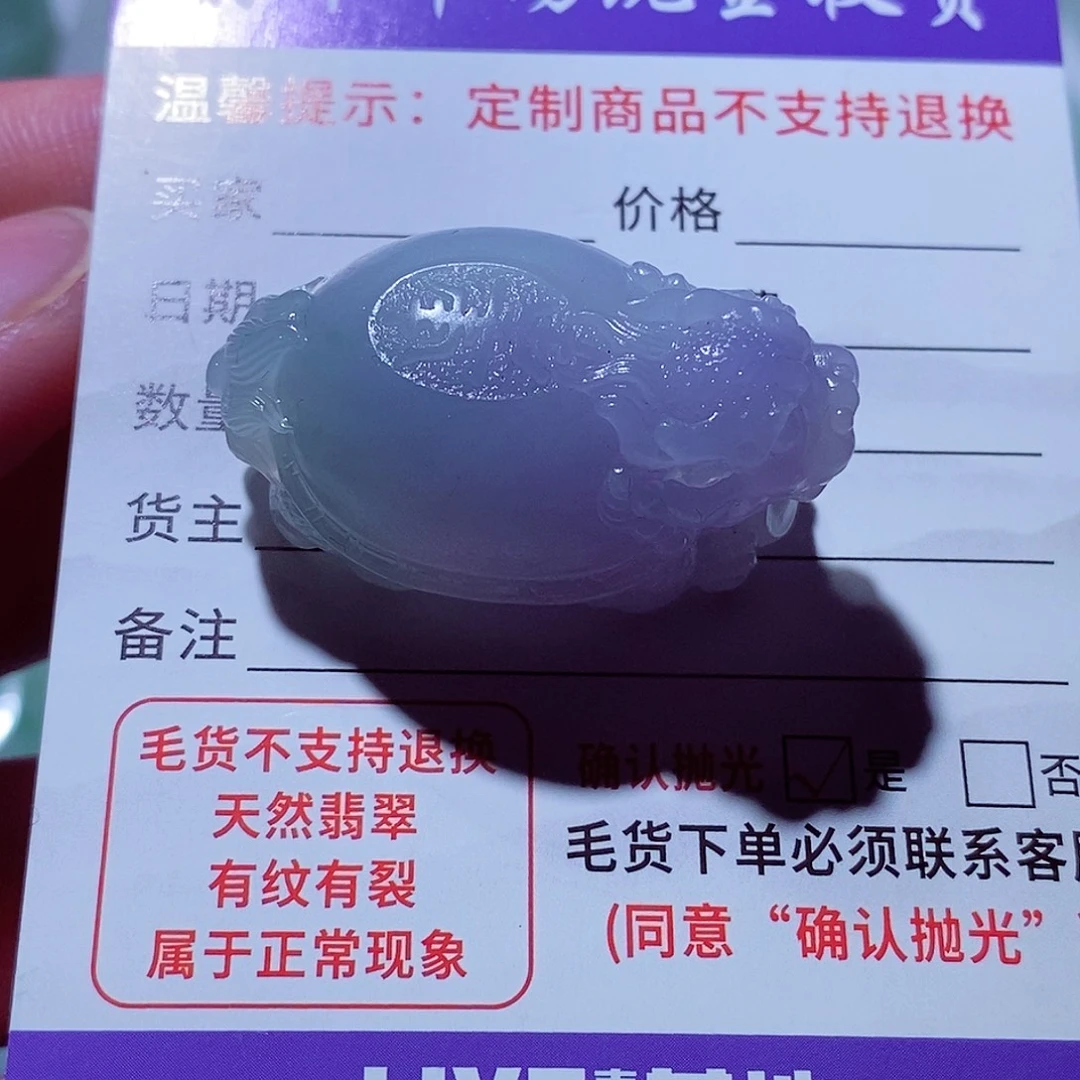 温馨提示：定制商品不支持退换
买家 价格
日期
数量
货主
备注
毛货不支持退换
天然翡翠
有纹有裂
属于正常现象
确认抛光 是 否
毛货下单必须联系客
(同意“确认抛光”